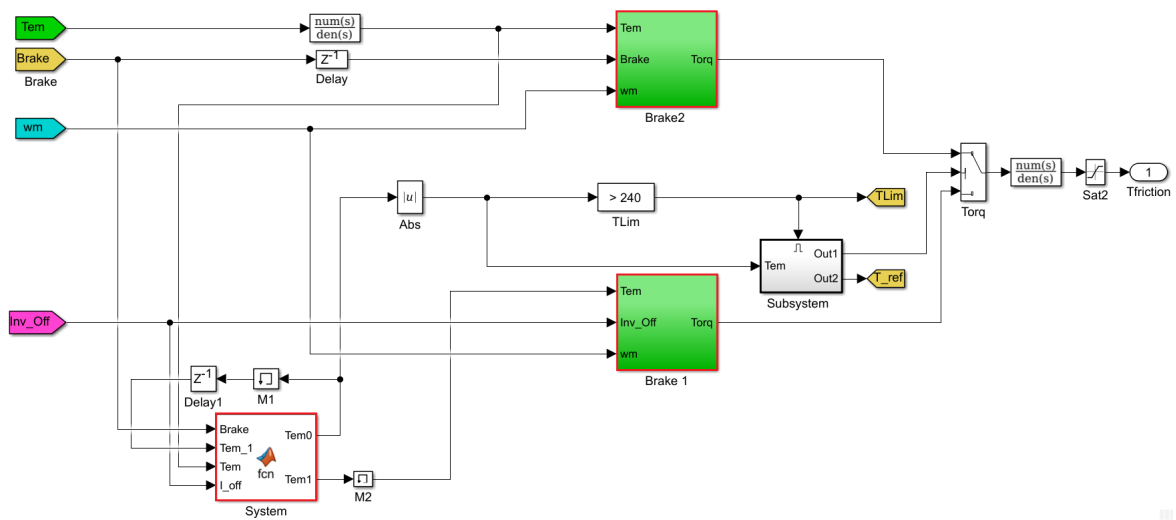 Tem
num(s)
den(s)
Tem
Brake
Torq
Brake
Z-1
Delay
Brake
wm
Brake2
wm
num(s)
den(s)
1
Torq
Sat2
Tfriction
|u|
Abs
> 240
TLim
TLim
Tem
Out1
Out2
T_ref
Subsystem
Tem
Inv_Off
Inv_Off
Torq
wm
Brake 1
Z-1
Delay1
M1
Brake
Tem_1
Tem
I_off
fcn
Tem0
Tem1
System
M2